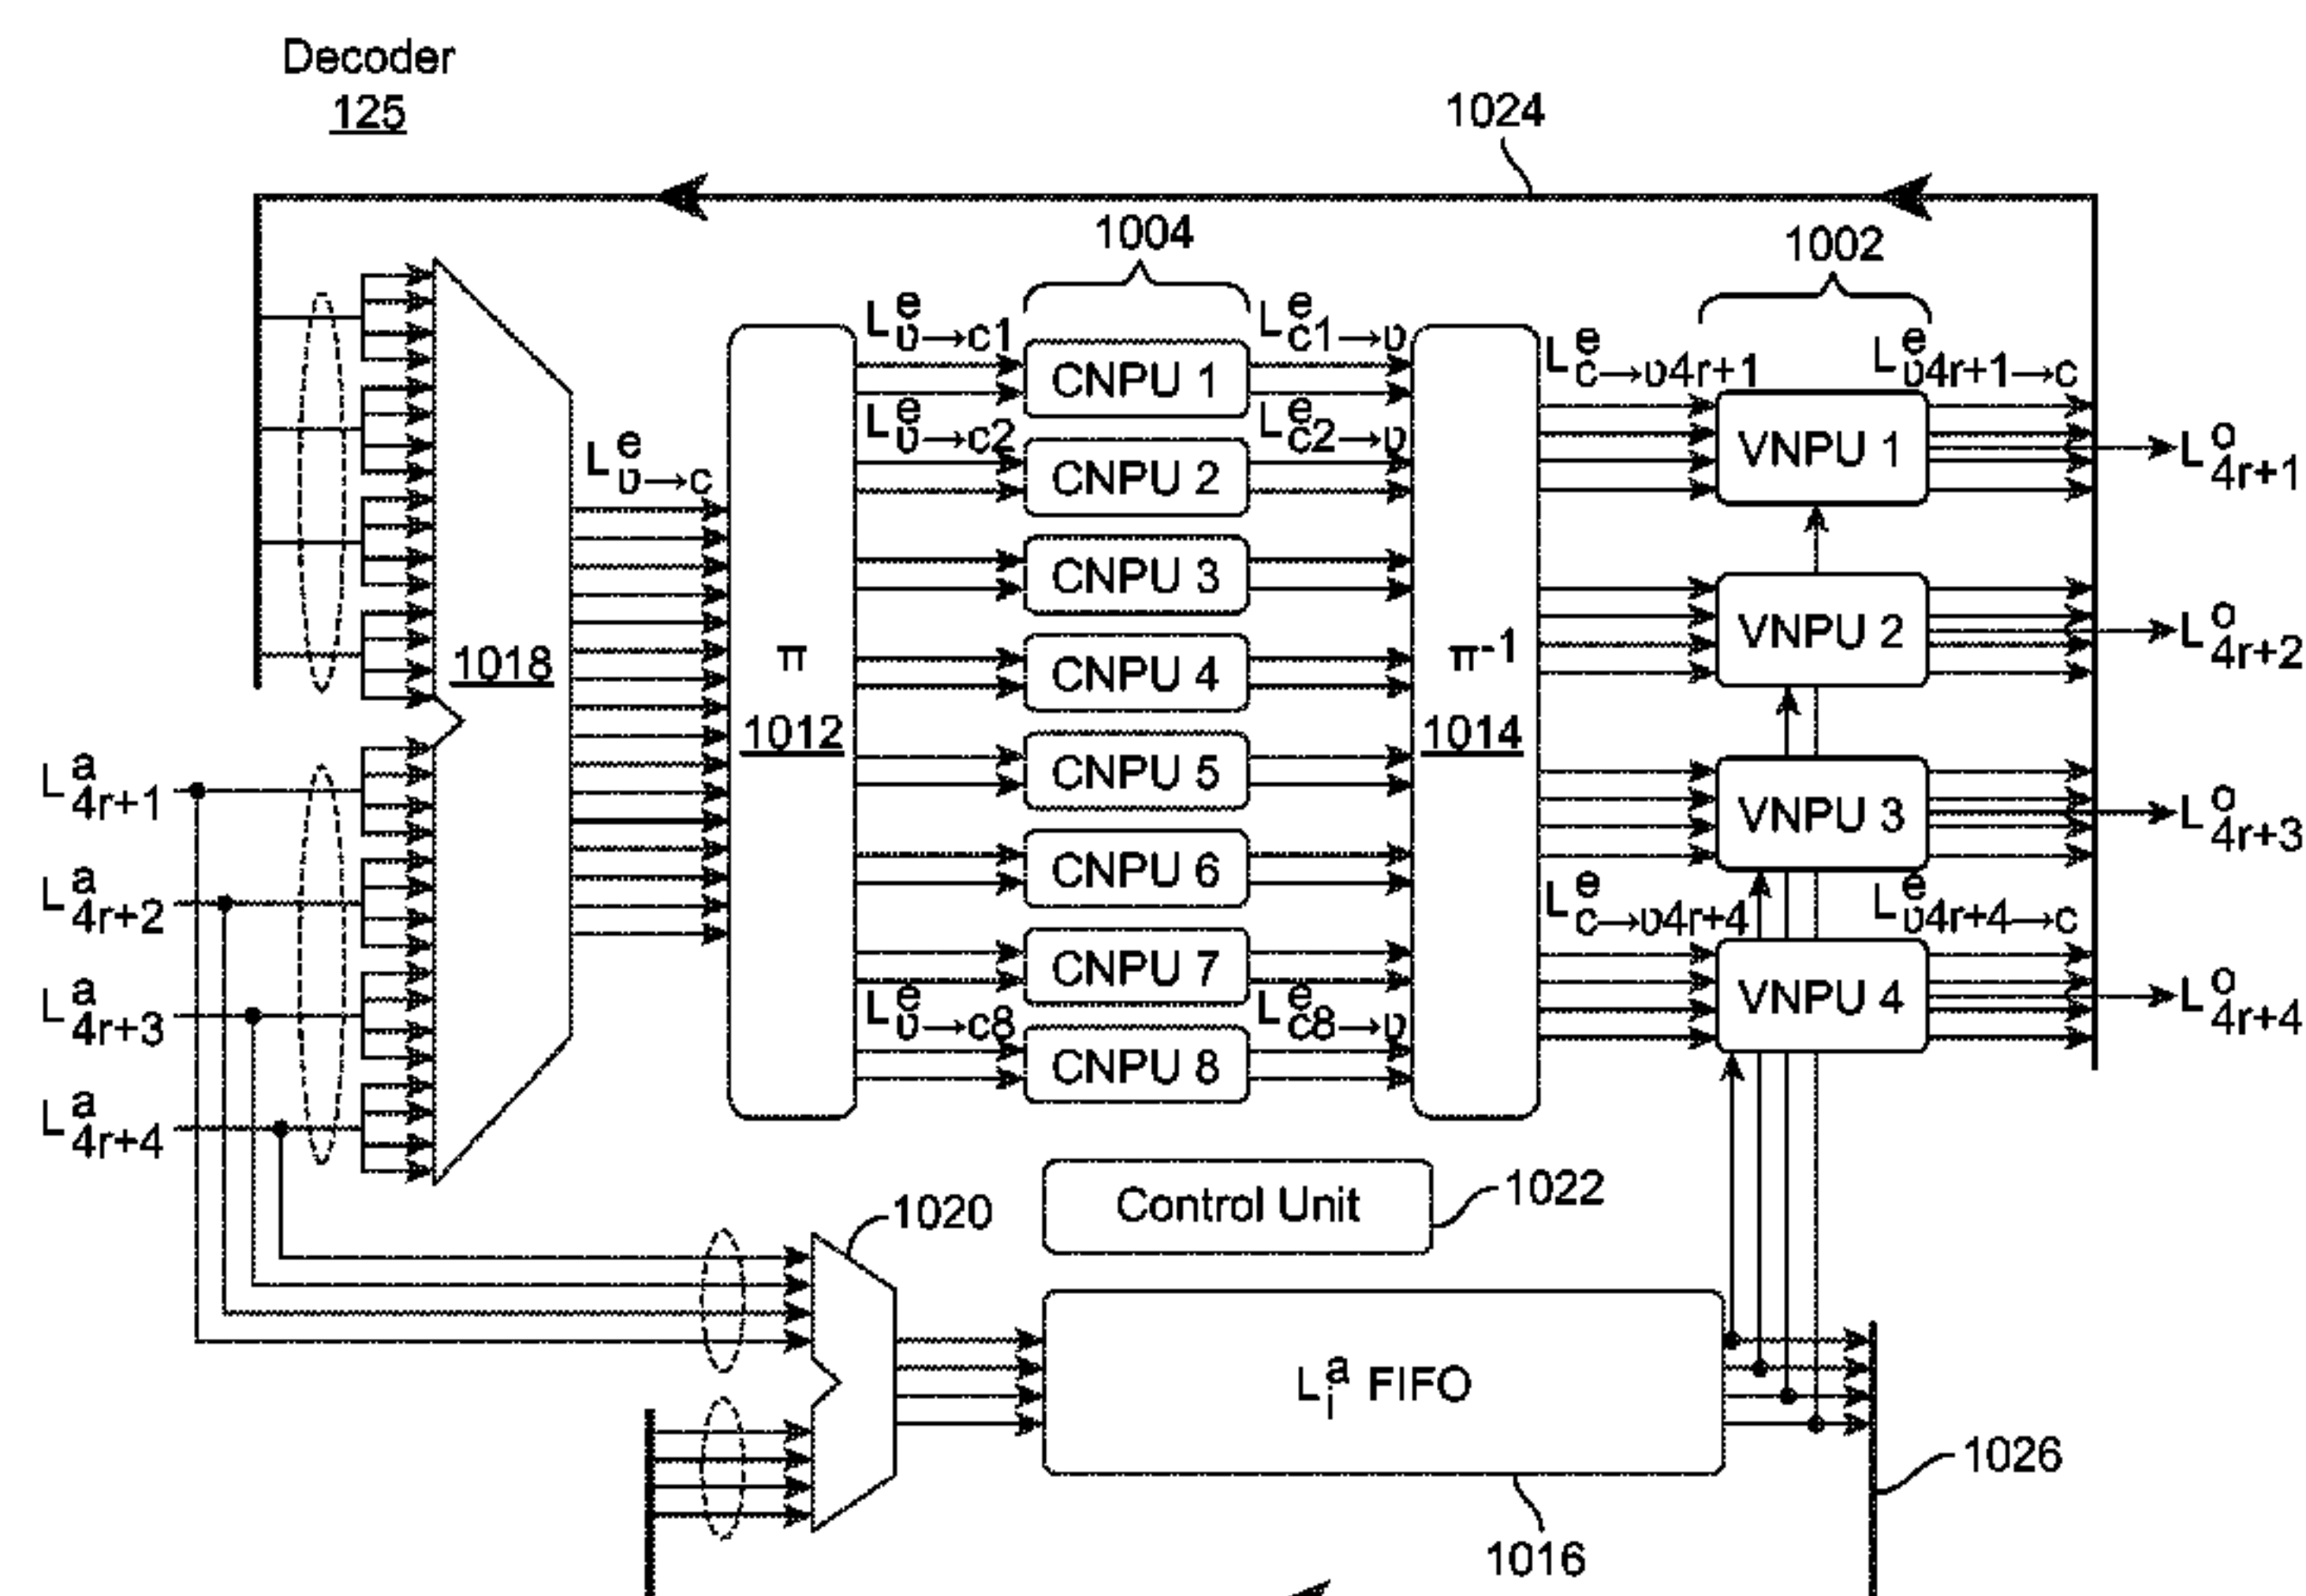 Decoder
125
1024
1004
1002
L^e_{υ→c1}
L^e_{c1→υ}
L^e_{c→υ4r+1}
L^e_{υ4r+1→c}
CNPU 1
L^e_{υ→c2}
L^e_{c2→υ}
VNPU 1
L^o_{4r+1}
L^e_{υ→c}
CNPU 2
CNPU 3
VNPU 2
L^o_{4r+2}
1018
π
CNPU 4
π-1
1012
1014
L^a_{4r+1}
CNPU 5
VNPU 3
L^o_{4r+3}
L^a_{4r+2}
CNPU 6
L^e_{c→υ4r+4}
L^e_{υ4r+4→c}
CNPU 7
VNPU 4
L^o_{4r+4}
L^a_{4r+3}
L^e_{υ→c8}
L^e_{c8→υ}
CNPU 8
L^a_{4r+4}
Control Unit
1022
1020
L^a_i FIFO
1026
1016